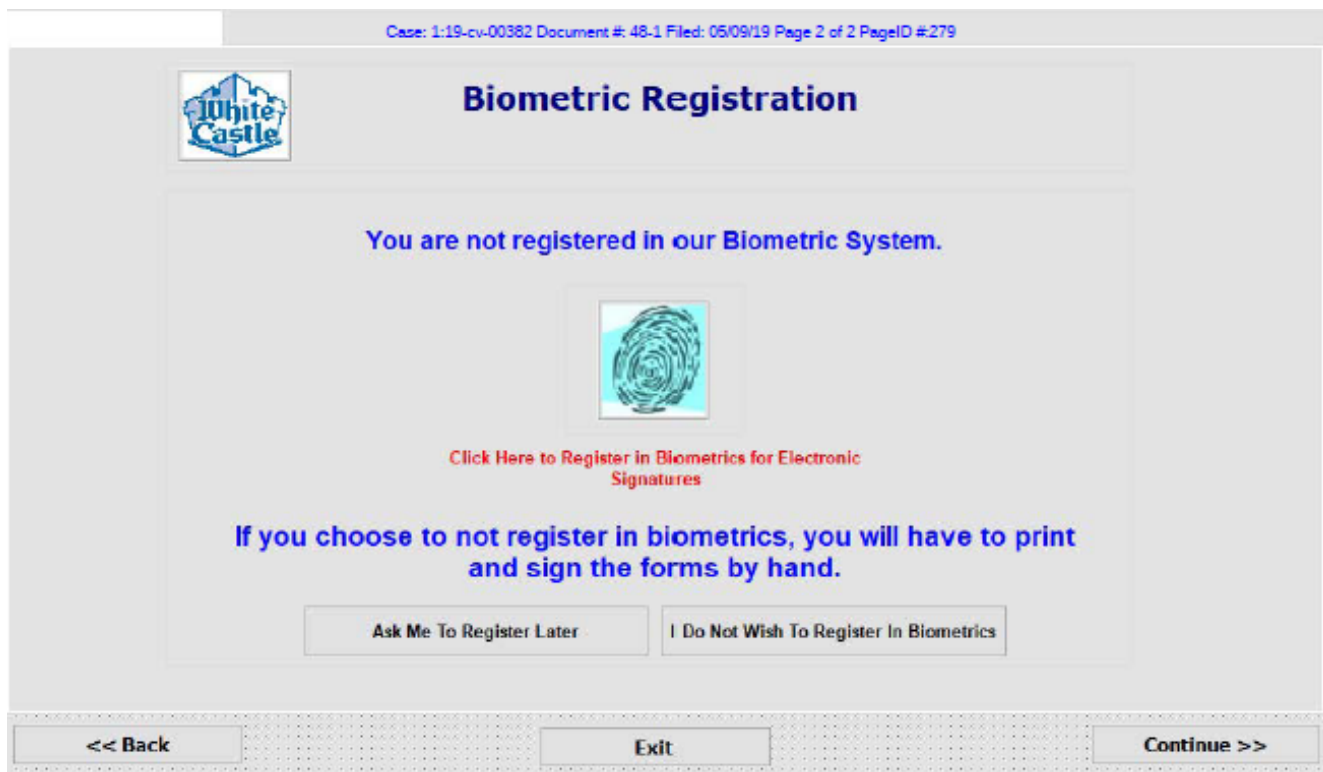 Case: 1:19-cv-00382 Document #: 48-1 Filed: 05/09/19 Page 2 of 2 PageID #:279
White
Castle
Biometric Registration
You are not registered in our Biometric System.
Click Here to Register in Biometrics for Electronic
Signatures
If you choose to not register in biometrics, you will have to print
and sign the forms by hand.
Ask Me To Register Later
I Do Not Wish To Register In Biometrics
<< Back
Exit
Continue >>